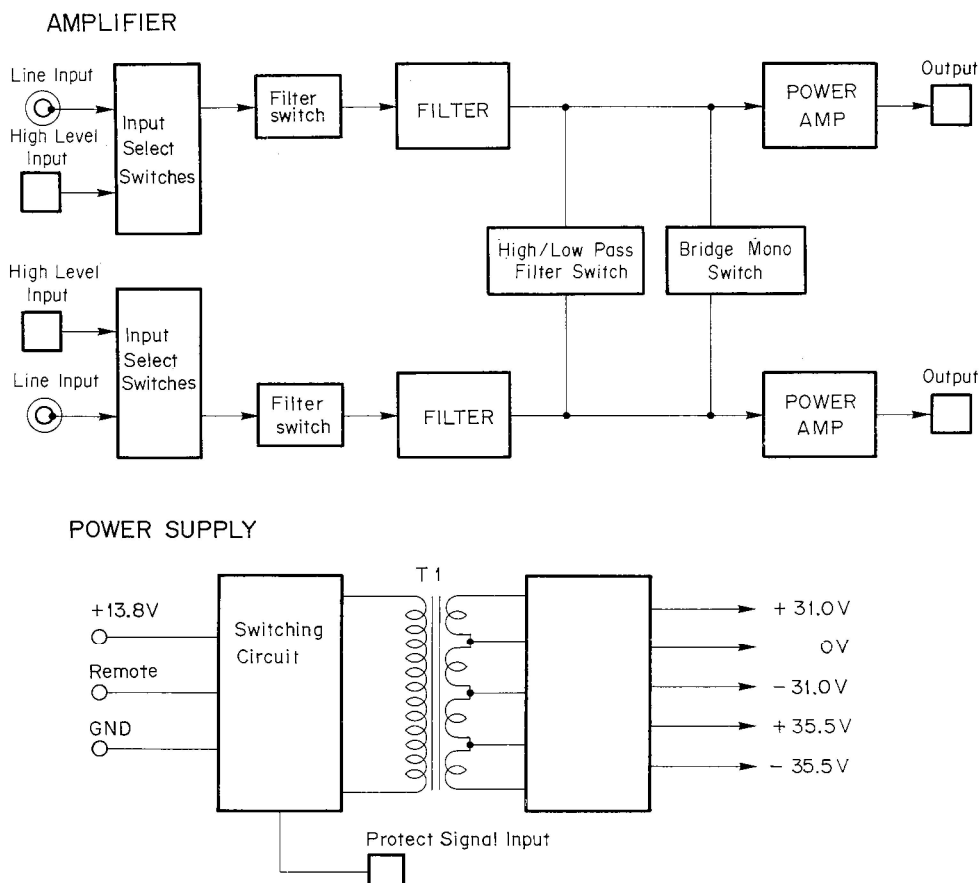 AMPLIFIER
Line Input
High Level
Input
Input
Select
Switches
Filter
switch
FILTER
POWER
AMP
Output
High/Low Pass
Filter Switch
Bridge Mono
Switch
High Level
Input
Line Input
Input
Select
Switches
Filter
switch
FILTER
POWER
AMP
Output
POWER SUPPLY
+13.8V
Remote
GND
Switching
Circuit
T1
+31.0V
0V
-31.0V
+35.5V
-35.5V
Protect Signal Input